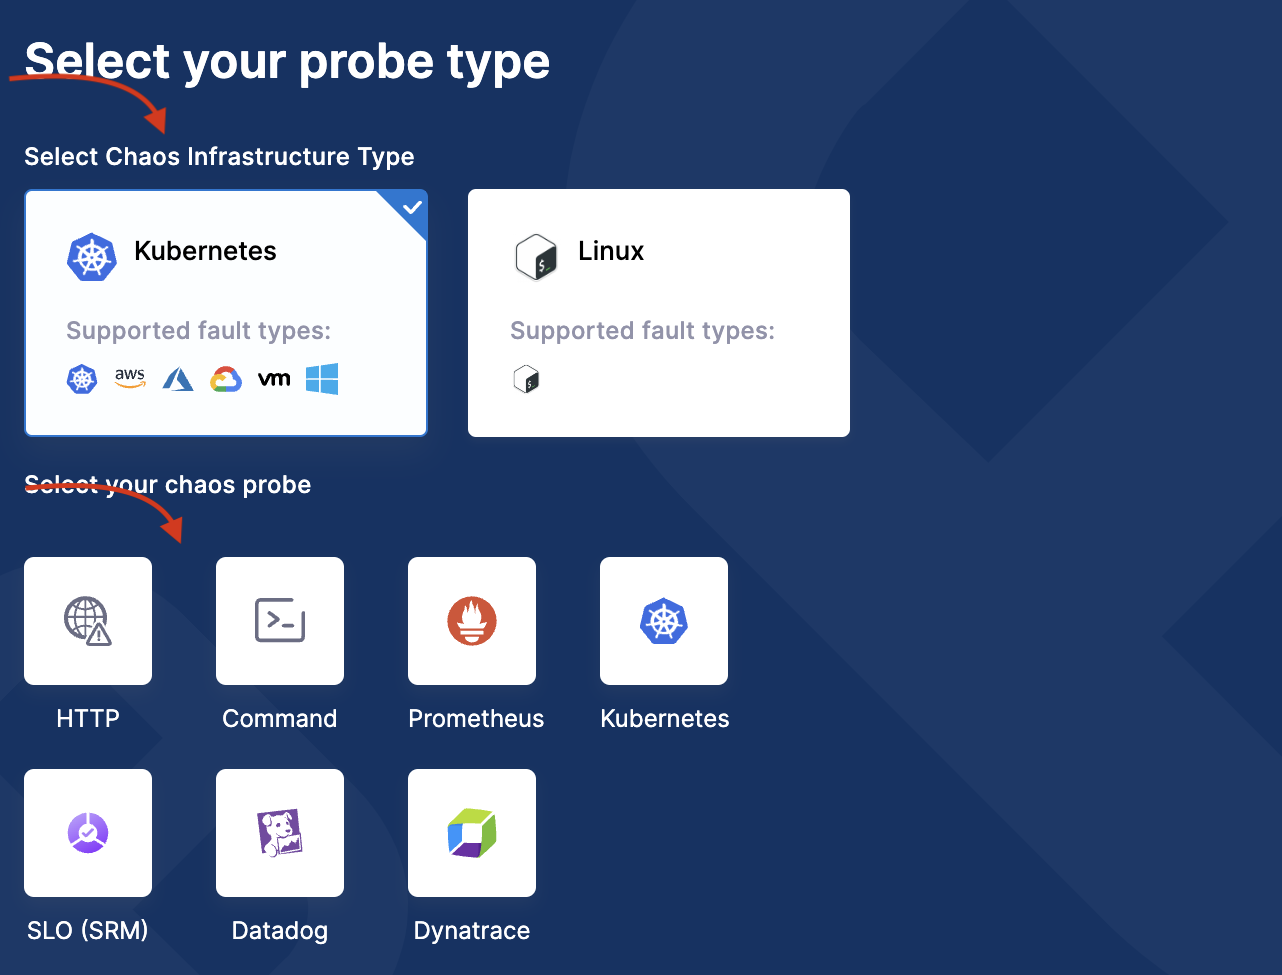 Select your probe type
Select Chaos Infrastructure Type
Kubernetes
Linux
Supported fault types:
Supported fault types:
aws
vm
$_
Select your chaos probe
HTTP
Command
Prometheus
Kubernetes
SLO (SRM)
Datadog
Dynatrace